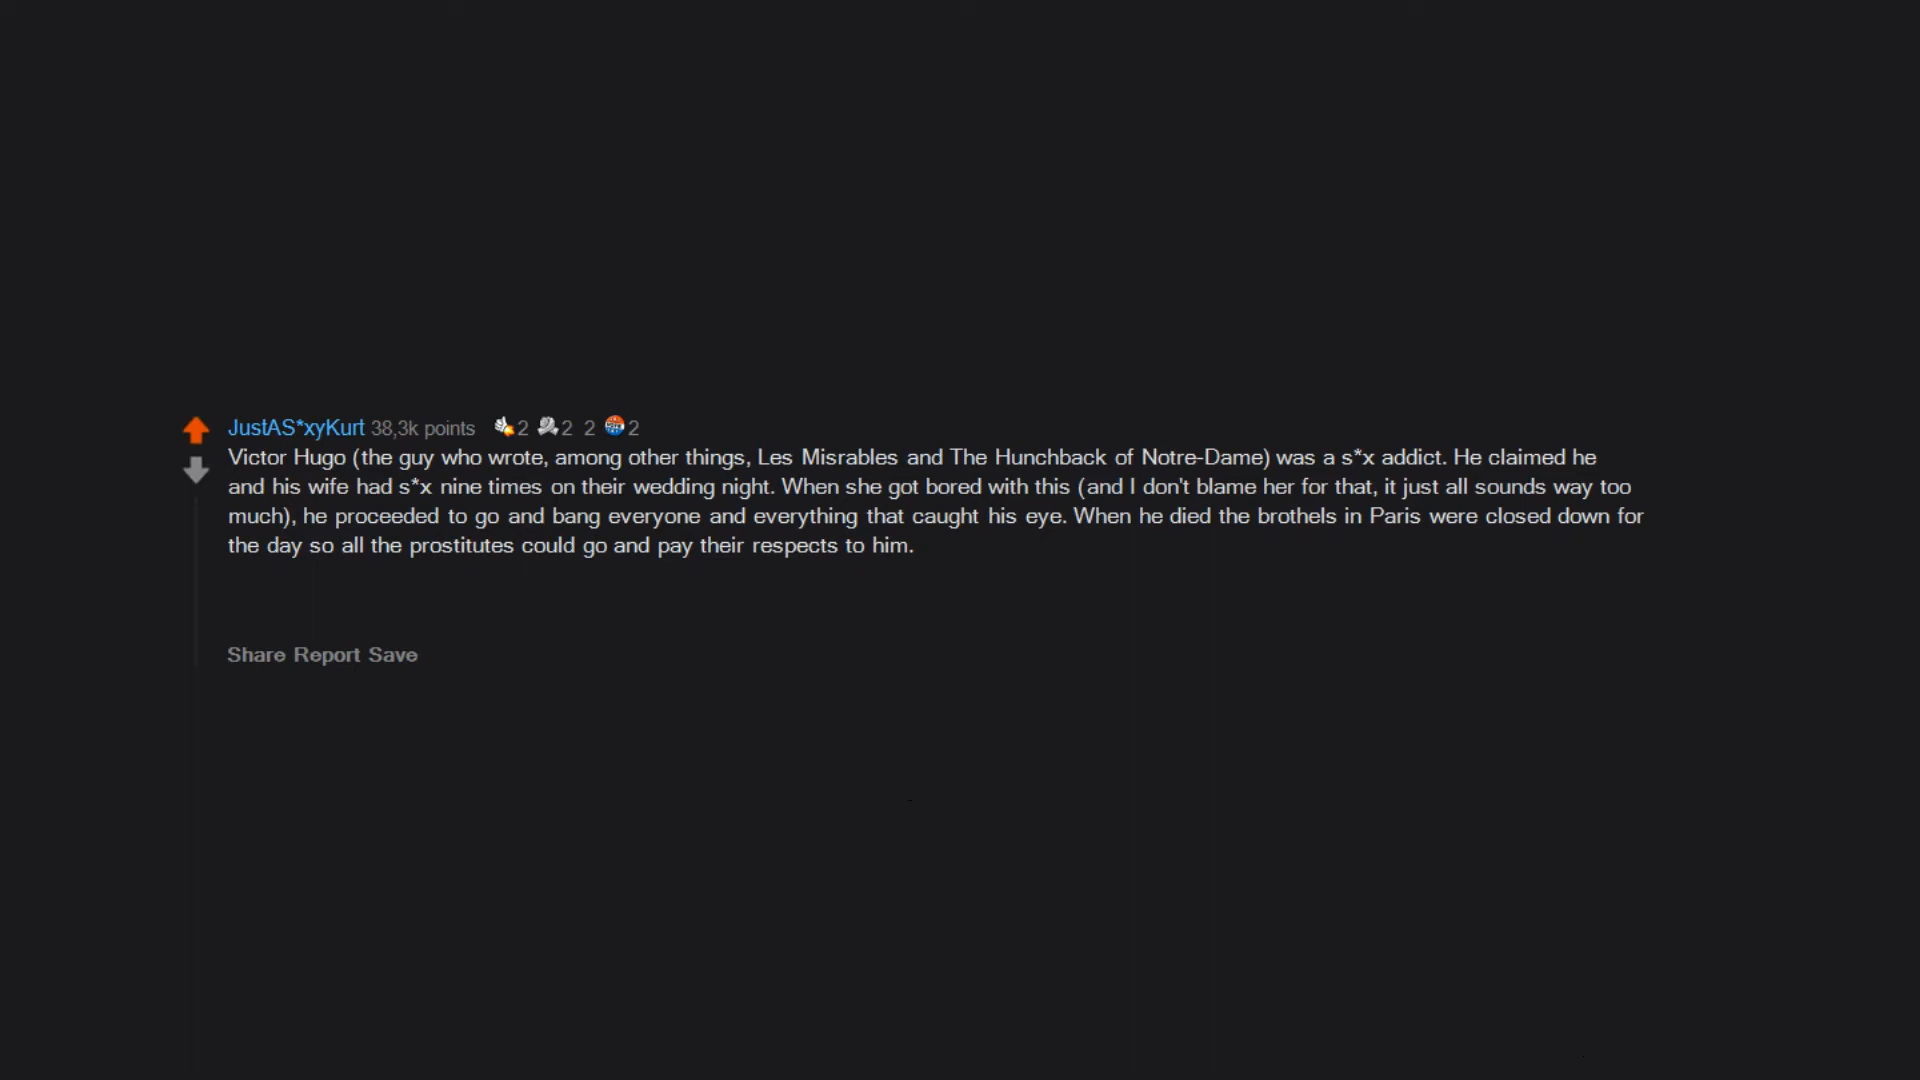 JustAS*xyKurt 38,3k points 2 2 2 2
Victor Hugo (the guy who wrote, among other things, Les Misrables and The Hunchback of Notre-Dame) was a s*x addict. He claimed he
and his wife had s*x nine times on their wedding night. When she got bored with this (and I don't blame her for that, it just all sounds way too
much), he proceeded to go and bang everyone and everything that caught his eye. When he died the brothels in Paris were closed down for
the day so all the prostitutes could go and pay their respects to him.
Share Report Save